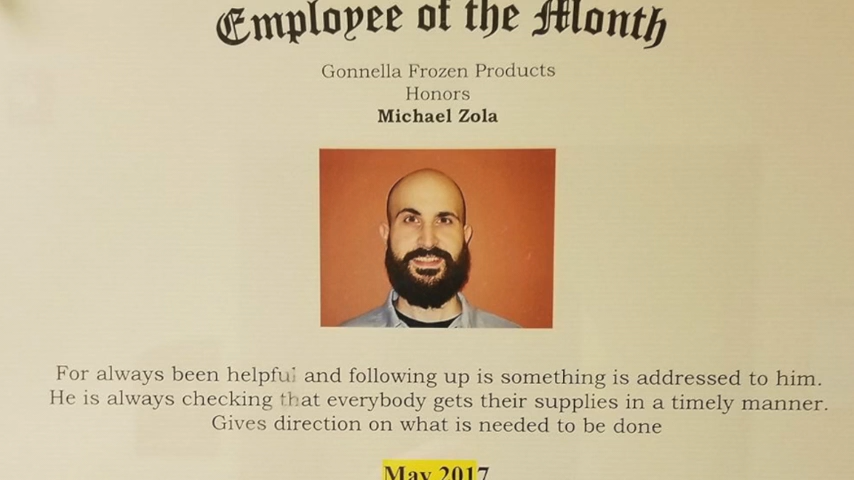 Employee of the Month
Gonnella Frozen Products
Honors
Michael Zola
For always been helpful and following up is something is addressed to him.
He is always checking that everybody gets their supplies in a timely manner.
Gives direction on what is needed to be done
May 2017